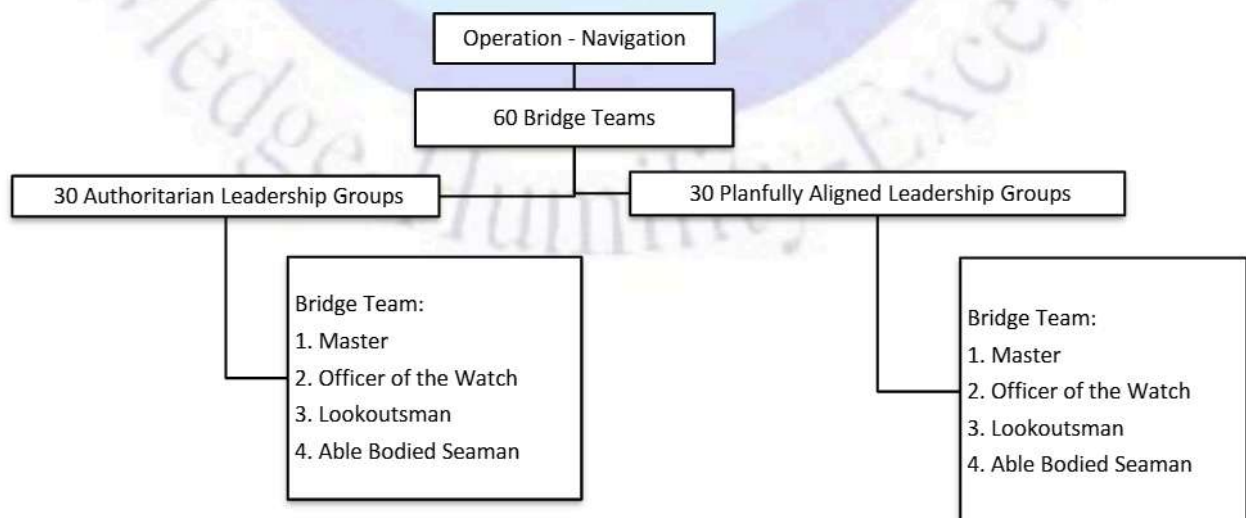 Operation - Navigation
60 Bridge Teams
30 Authoritarian Leadership Groups
30 Planfully Aligned Leadership Groups
Bridge Team:
1. Master
2. Officer of the Watch
3. Lookoutsman
4. Able Bodied Seaman
Bridge Team:
1. Master
2. Officer of the Watch
3. Lookoutsman
4. Able Bodied Seaman